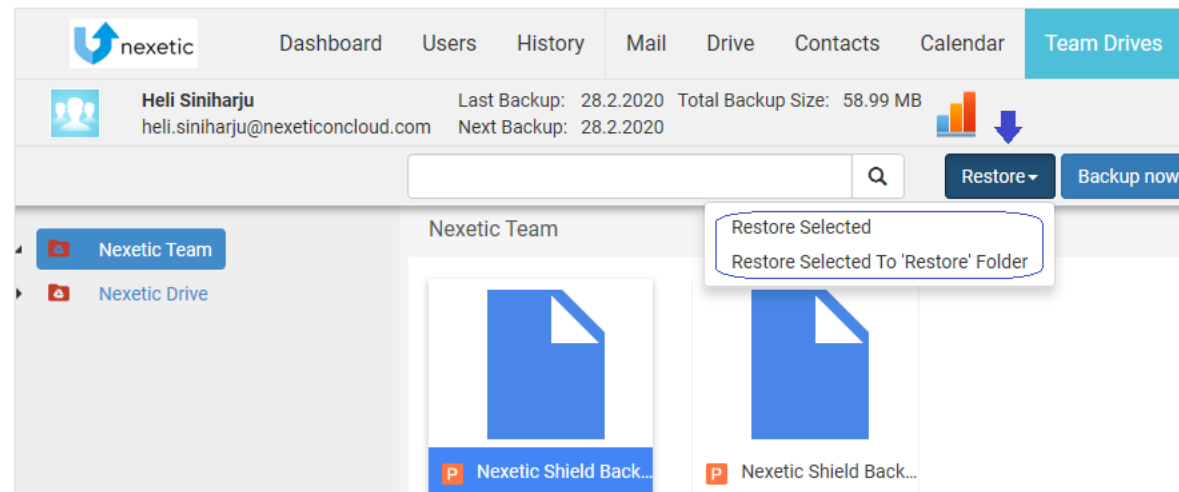 nexetic
Dashboard Users History Mail Drive Contacts Calendar Team Drives
Heli Siniharju Last Backup: 28.2.2020 Total Backup Size: 58.99 MB
heli.siniharju@nexeticoncloud.com Next Backup: 28.2.2020
Restore Backup now
Nexetic Team
Nexetic Drive
Nexetic Team
Restore Selected
Restore Selected To 'Restore' Folder
P Nexetic Shield Back...
P Nexetic Shield Back...